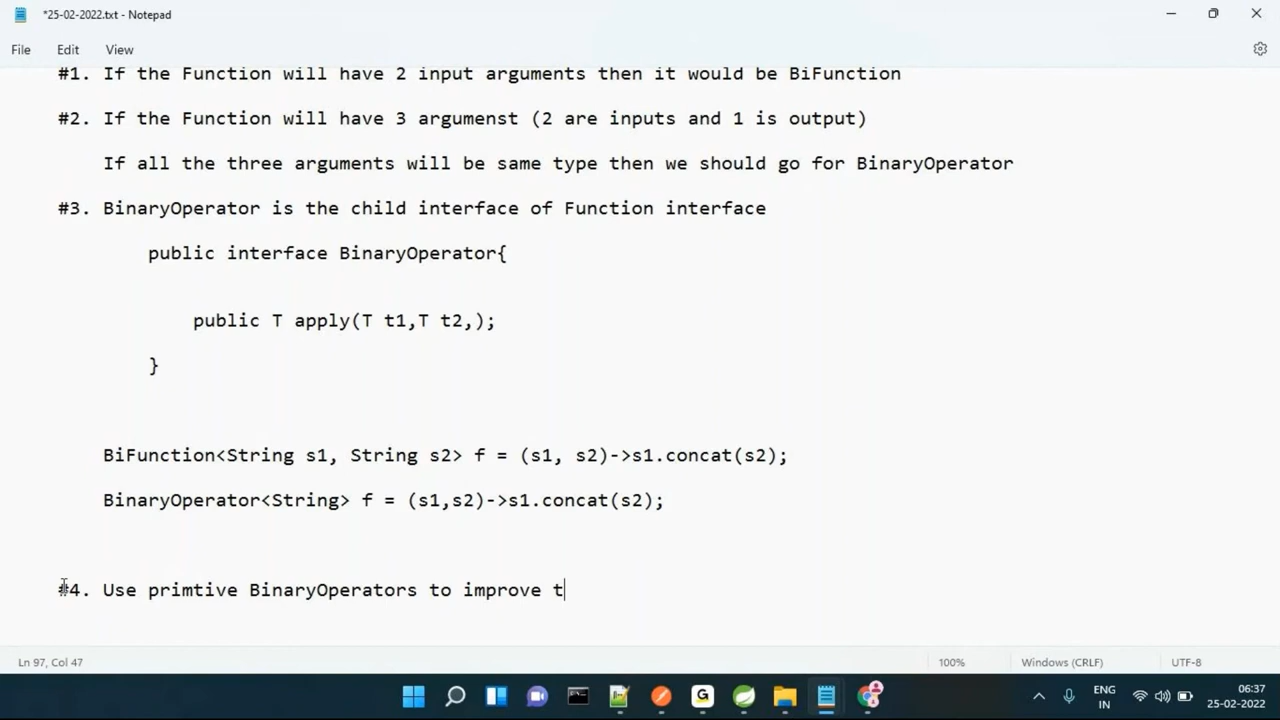 *25-02-2022.txt - Notepad
File Edit View
#1. If the Function will have 2 input arguments then it would be BiFunction
#2. If the Function will have 3 argumenst (2 are inputs and 1 is output)
If all the three arguments will be same type then we should go for BinaryOperator
#3. BinaryOperator is the child interface of Function interface
public interface BinaryOperator{
public T apply(T t1,T t2,);
}
BiFunction<String s1, String s2> f = (s1, s2)->s1.concat(s2);
BinaryOperator<String> f = (s1,s2)->s1.concat(s2);
#4. Use primtive BinaryOperators to improve t
Ln 97, Col 47 100% Windows (CRLF) UTF-8
G
ENG 06:37
IN 25-02-2022